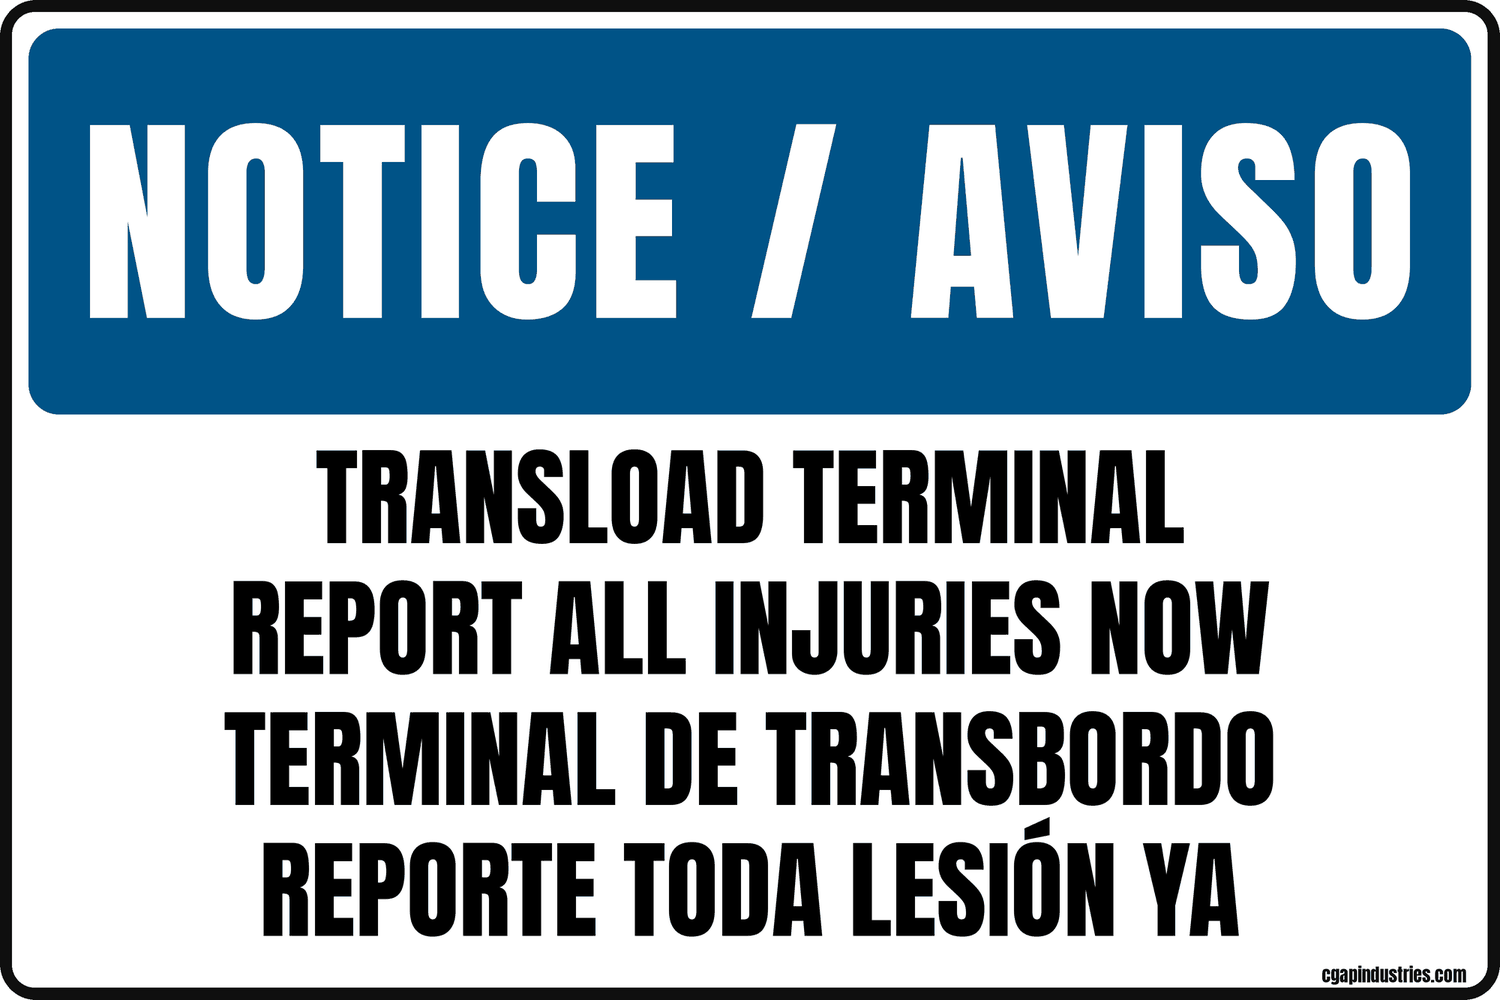 NOTICE / AVISO
TRANSLOAD TERMINAL
REPORT ALL INJURIES NOW
TERMINAL DE TRANSBORDO
REPORTE TODA LESIÓN YA
cgapindustries.com